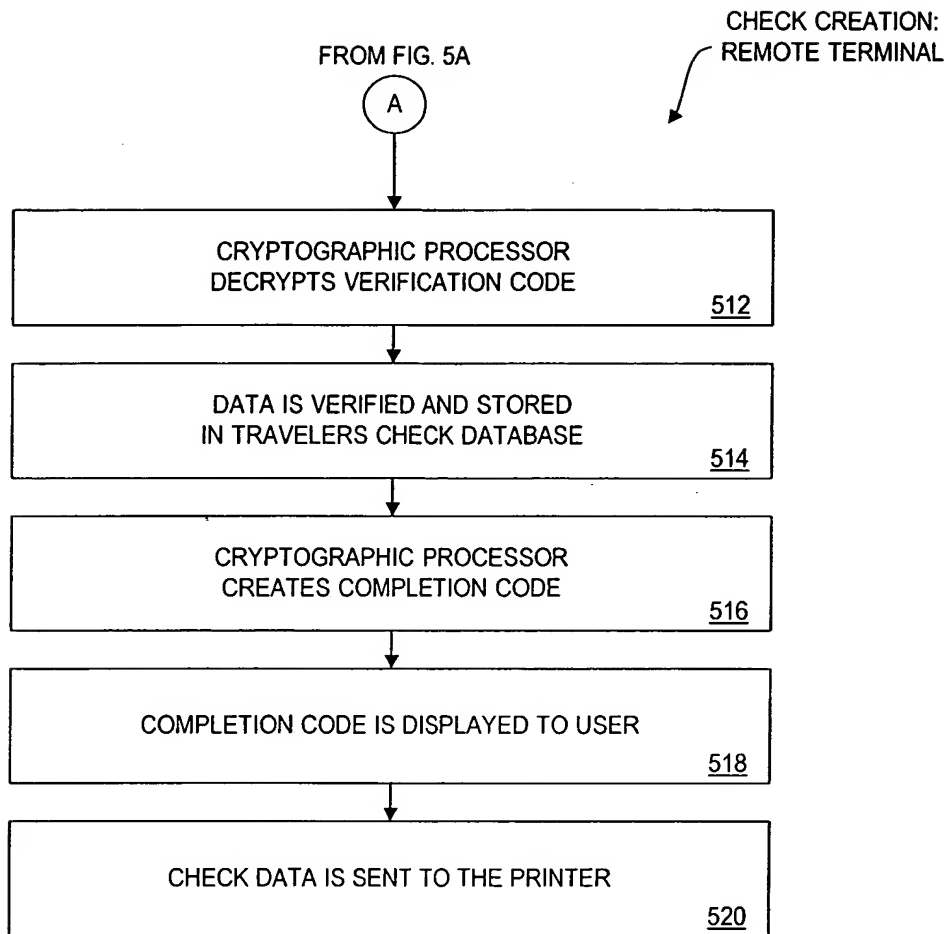 CHECK CREATION:
REMOTE TERMINAL
FROM FIG. 5A
A
CRYPTOGRAPHIC PROCESSOR
DECRYPTS VERIFICATION CODE
512
DATA IS VERIFIED AND STORED
IN TRAVELERS CHECK DATABASE
514
CRYPTOGRAPHIC PROCESSOR
CREATES COMPLETION CODE
516
COMPLETION CODE IS DISPLAYED TO USER
518
CHECK DATA IS SENT TO THE PRINTER
520